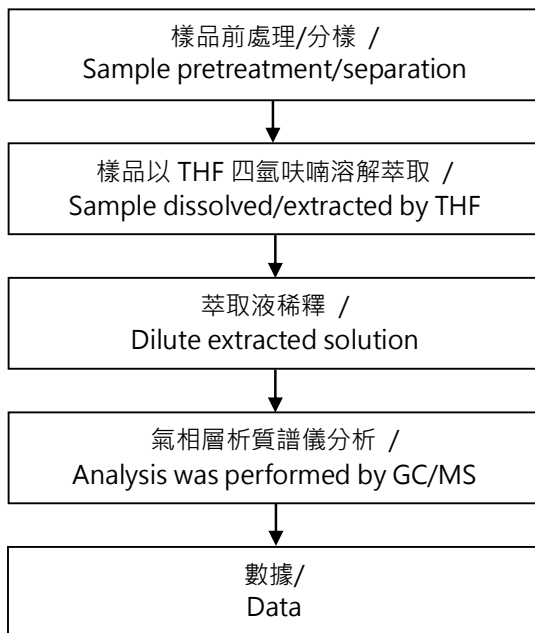 樣品前處理/分樣 /
Sample pretreatment/separation
樣品以 THF 四氫呋喃溶解萃取 /
Sample dissolved/extracted by THF
萃取液稀釋 /
Dilute extracted solution
氣相層析質譜儀分析 /
Analysis was performed by GC/MS
數據/
Data